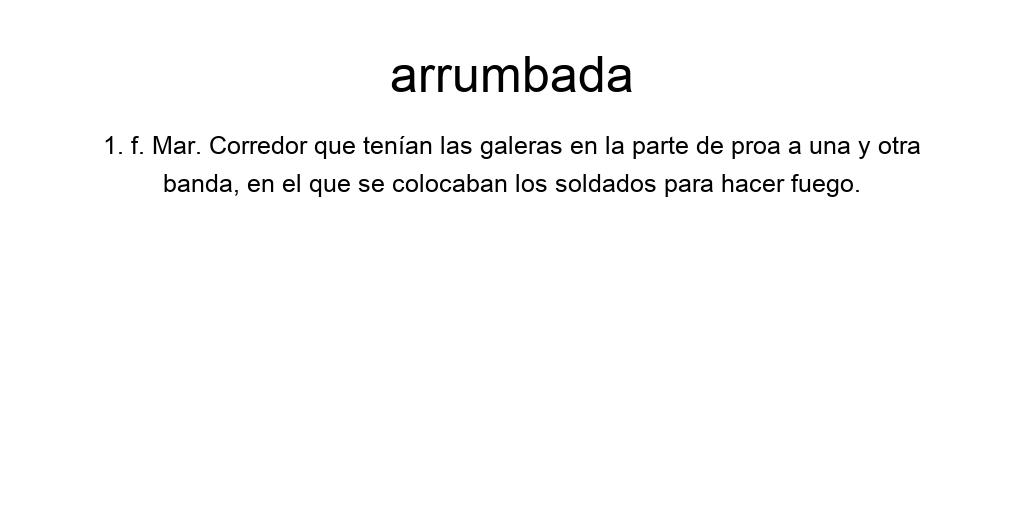 arrumbada
1. f. Mar. Corredor que tenían las galeras en la parte de proa a una y otra
banda, en el que se colocaban los soldados para hacer fuego.